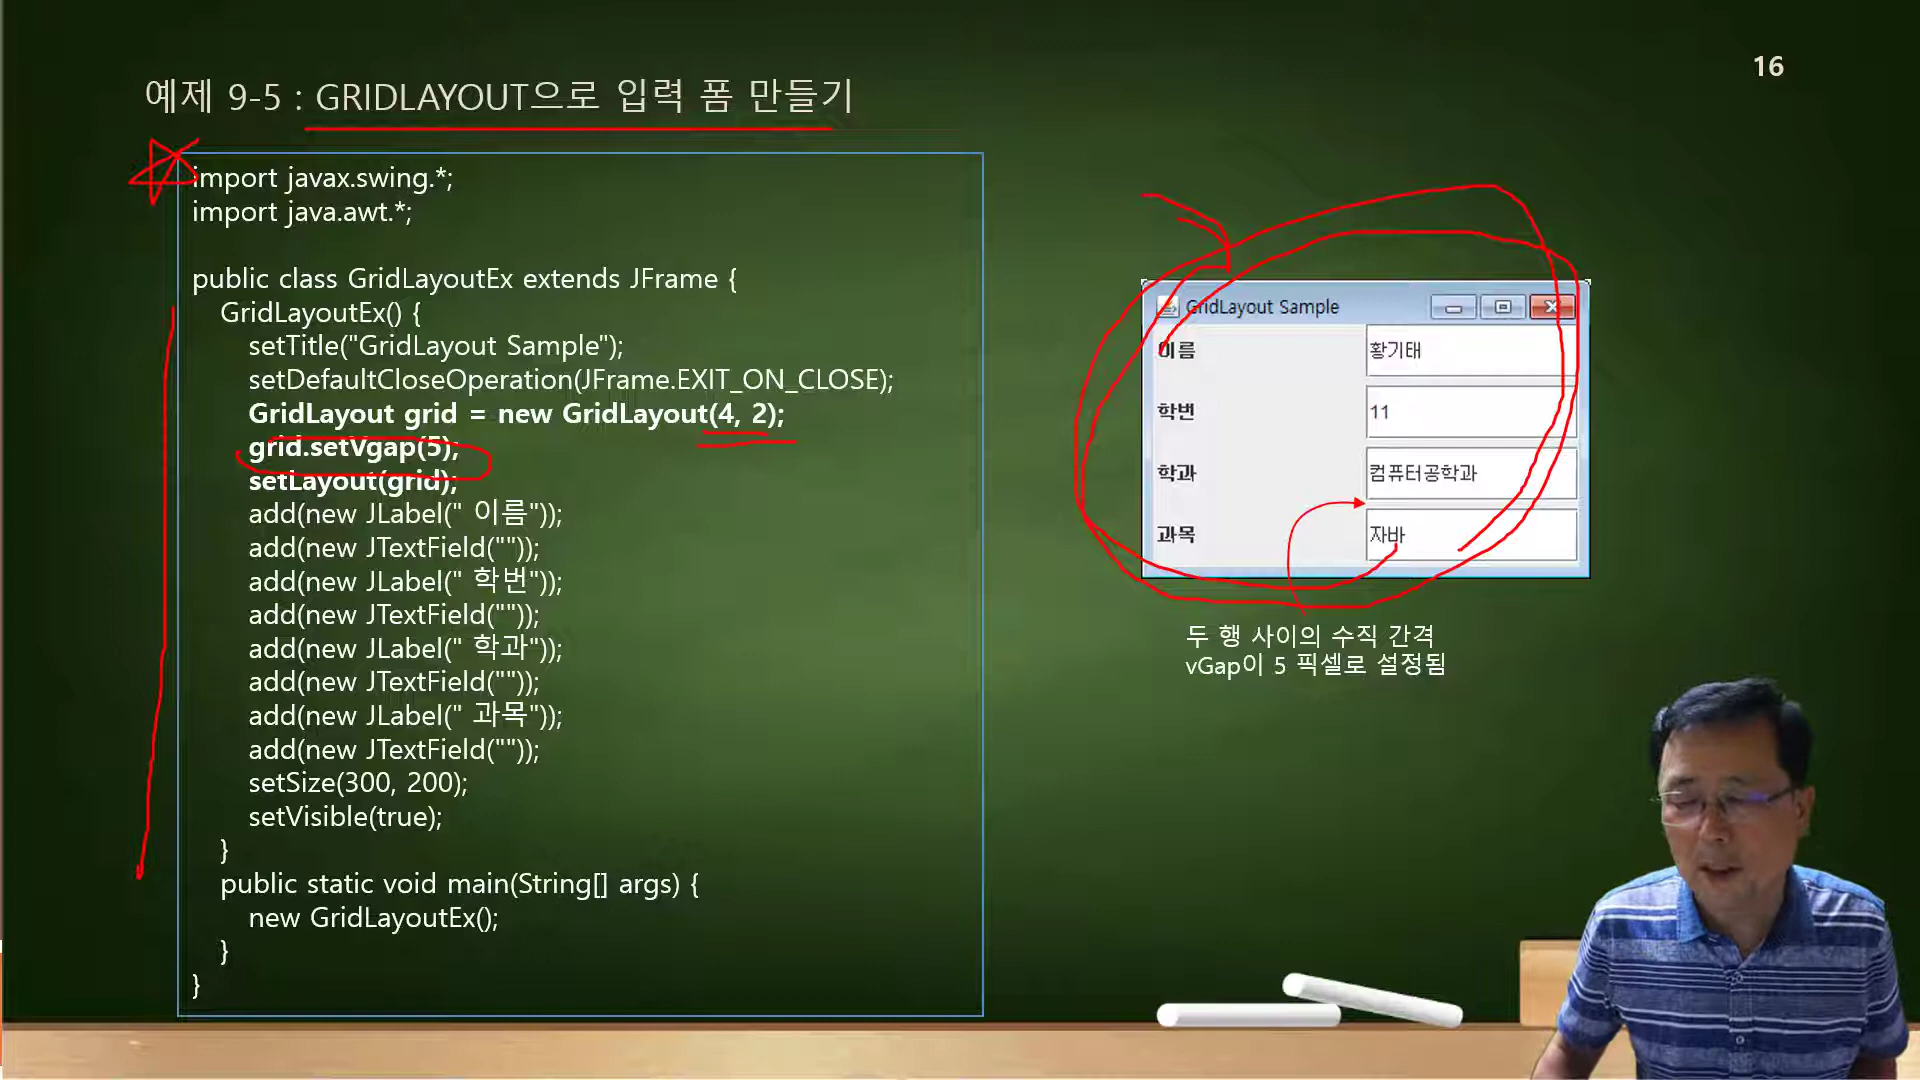 16
예제 9-5 : GRIDLAYOUT으로 입력 폼 만들기
import javax.swing.*;
import java.awt.*;
public class GridLayoutEx extends JFrame {
GridLayoutEx() {
setTitle("GridLayout Sample");
setDefaultCloseOperation(JFrame.EXIT_ON_CLOSE);
GridLayout grid = new GridLayout(4, 2);
grid.setVgap(5);
setLayout(grid);
add(new JLabel(" 이름"));
add(new JTextField(""));
add(new JLabel(" 학번"));
add(new JTextField(""));
add(new JLabel(" 학과"));
add(new JTextField(""));
add(new JLabel(" 과목"));
add(new JTextField(""));
setSize(300, 200);
setVisible(true);
}
public static void main(String[] args) {
new GridLayoutEx();
}
}
GridLayout Sample
이름 황기태
학번 11
학과 컴퓨터공학과
과목 자바
두 행 사이의 수직 간격
vGap이 5 픽셀로 설정됨